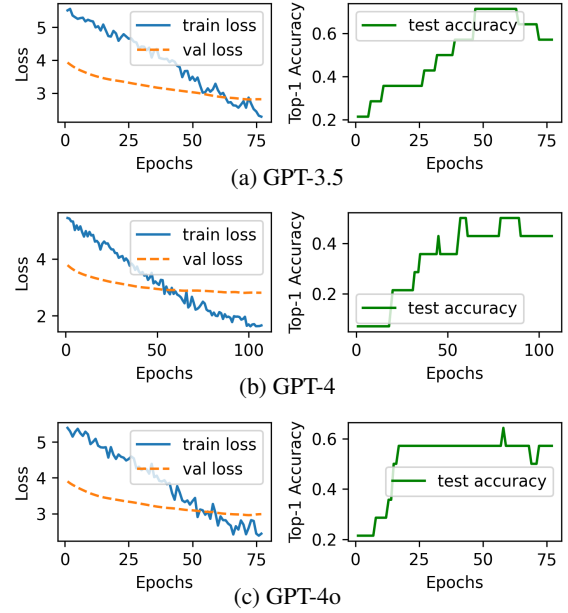 Loss
5
4
3
train loss
val loss
0
25
50
75
Epochs
Top-1 Accuracy
0.6
0.4
0.2
test accuracy
0
25
50
75
Epochs
(a) GPT-3.5
Loss
4
2
train loss
val loss
0
50
100
Epochs
Top-1 Accuracy
0.4
0.2
test accuracy
0
50
100
Epochs
(b) GPT-4
Loss
5
4
3
train loss
val loss
0
25
50
75
Epochs
Top-1 Accuracy
0.6
0.4
0.2
test accuracy
0
25
50
75
Epochs
(c) GPT-4o